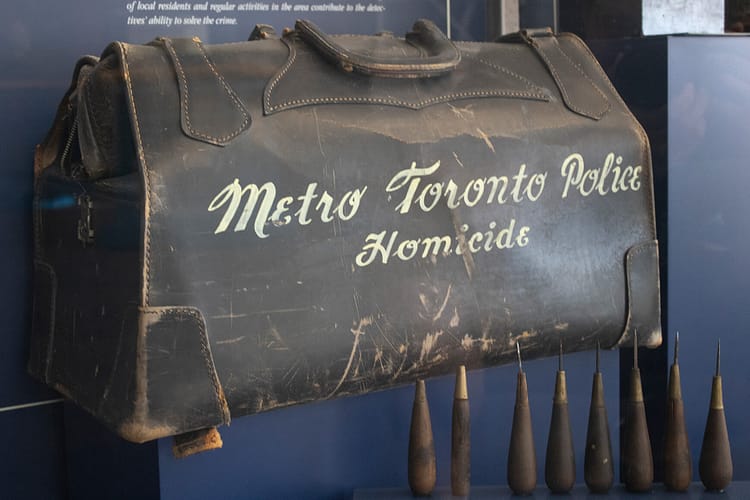 of local residents and regular activities in the area contribute to the detec-
tives' ability to solve the crime.
Metro Toronto Police
Homicide